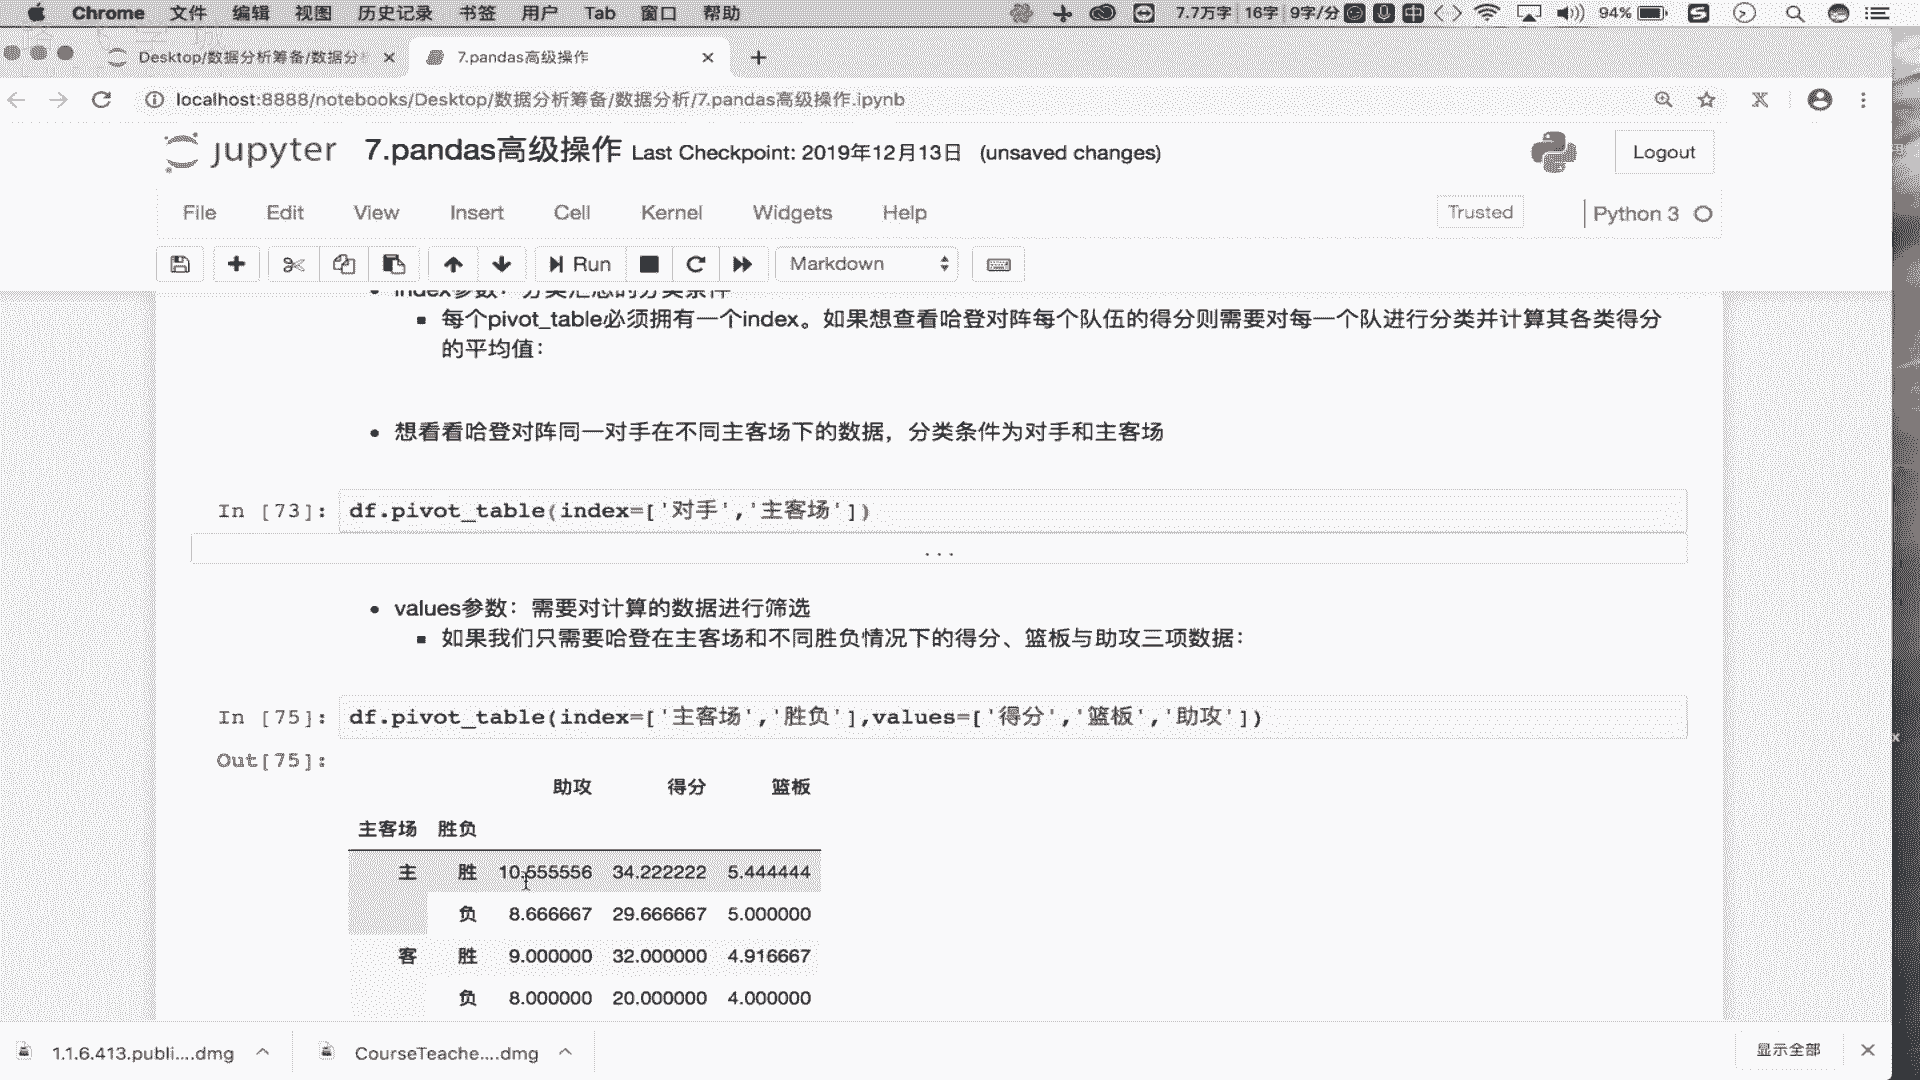 Chrome 文件 编辑 视图 历史记录 书签 用户 Tab 窗口 帮助 7.7万字 16字 9字/分 中 94%
Desktop/数据分析筹备/数据分 7.pandas高级操作
localhost:8888/notebooks/Desktop/数据分析筹备/数据分析/7.pandas高级操作.ipynb
jupyter 7.pandas高级操作 Last Checkpoint: 2019年12月13日 (unsaved changes) Logout
File Edit View Insert Cell Kernel Widgets Help Trusted Python 3
Run Markdown
index参数：分类汇总的分类条件
每个pivot_table必须拥有一个index。如果想查看哈登对阵每个队伍的得分则需要对每一个队进行分类并计算其各类得分
的平均值：
想看看哈登对阵同一对手在不同主客场下的数据，分类条件为对手和主客场
In [73]: df.pivot_table(index=['对手','主客场'])
...
values参数：需要对计算的数据进行筛选
如果我们只需要哈登在主客场和不同胜负情况下的得分、篮板与助攻三项数据：
In [75]: df.pivot_table(index=['主客场','胜负'],values=['得分','篮板','助攻'])
Out[75]:
助攻 得分 篮板
主客场 胜负
主 胜 10.555556 34.222222 5.444444
负 8.666667 29.666667 5.000000
客 胜 9.000000 32.000000 4.916667
负 8.000000 20.000000 4.000000
1.1.6.413.publi....dmg CourseTeache....dmg 显示全部